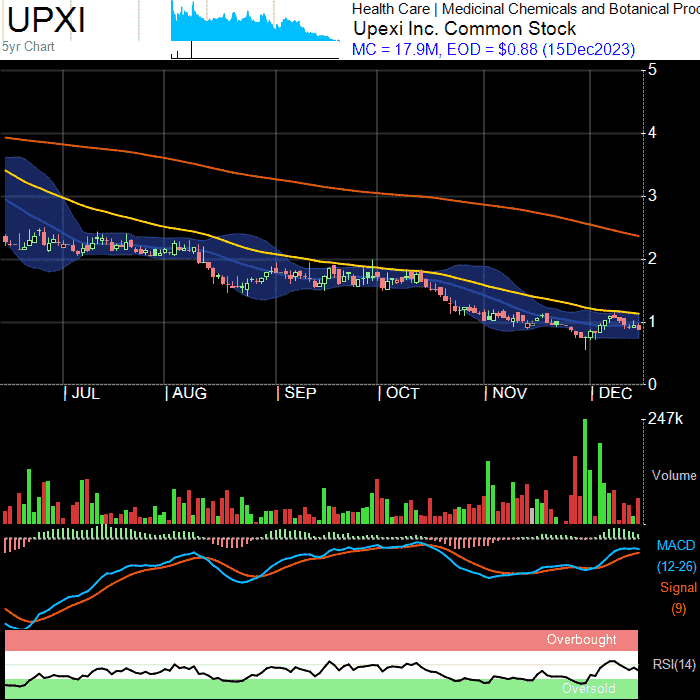 UPXI
5yr Chart
Health Care | Medicinal Chemicals and Botanical Proc
Upexi Inc. Common Stock
MC = 17.9M, EOD = $0.88 (15Dec2023)
5
4
3
2
1
0
JUL
AUG
SEP
OCT
NOV
DEC
247k
Volume
MACD
(12-26)
Signal
(9)
Overbought
RSI(14)
Oversold